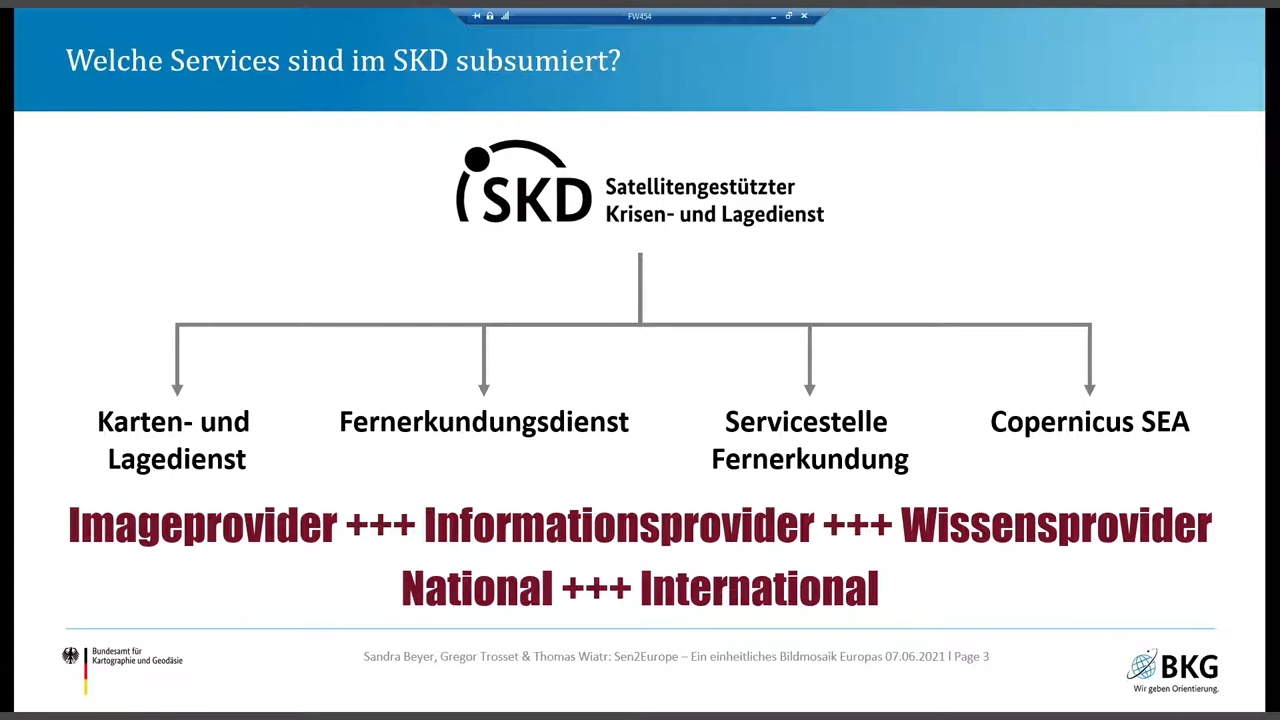 FW454
Welche Services sind im SKD subsumiert?
SKD
Satellitengestützter
Krisen- und Lagedienst
Karten- und
Lagedienst
Fernerkundungsdienst
Servicestelle
Fernerkundung
Copernicus SEA
Imageprovider +++ Informationsprovider +++ Wissensprovider
National +++ International
Bundesamt für
Kartographie und Geodäsie
Sandra Beyer, Gregor Trosset & Thomas Wiatr: Sen2Europe – Ein einheitliches Bildmosaik Europas 07.06.2021 l Page 3
BKG
Wir geben Orientierung.